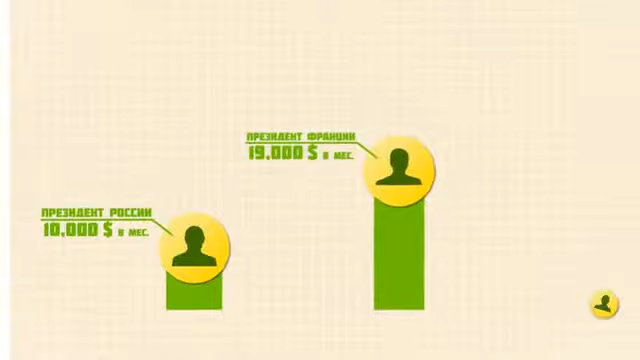 ПРЕЗИДЕНТ ФРАНЦИИ
19,000 $ В МЕС.
ПРЕЗИДЕНТ РОССИИ
10,000 $ В МЕС.